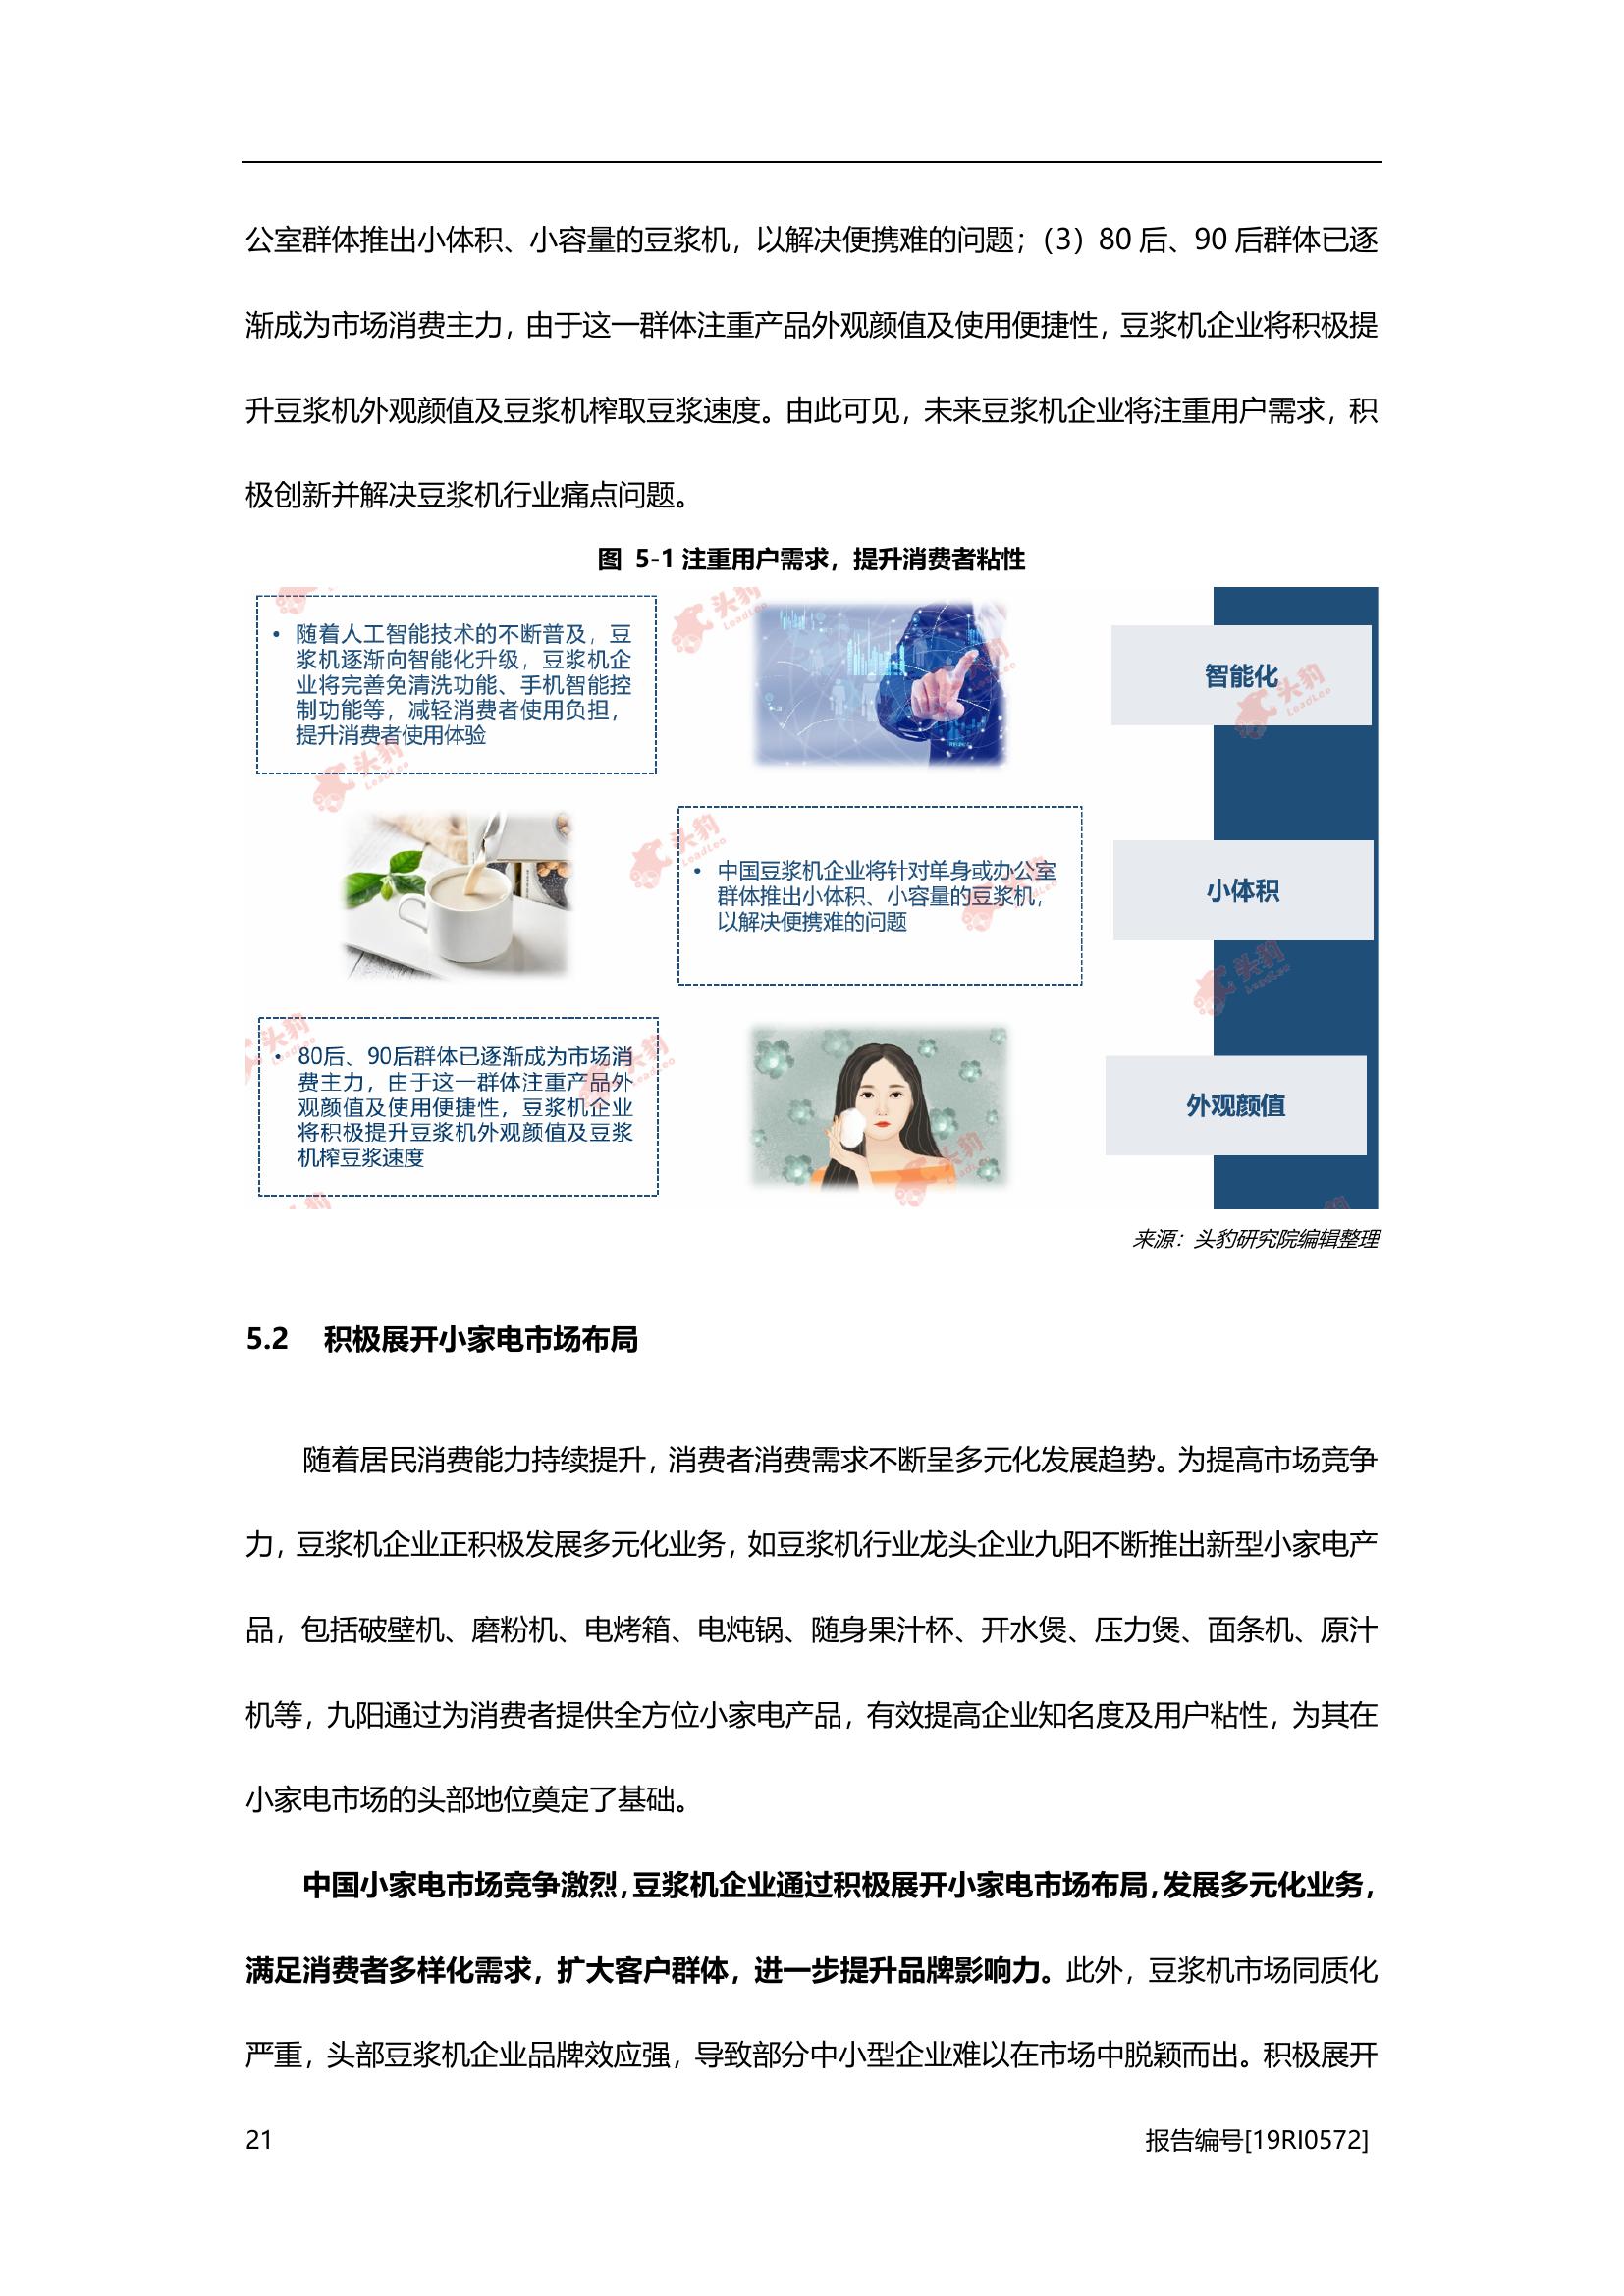 公室群体推出小体积、小容量的豆浆机，以解决便携难的问题；（3）80 后、90 后群体已逐
渐成为市场消费主力，由于这一群体注重产品外观颜值及使用便捷性，豆浆机企业将积极提
升豆浆机外观颜值及豆浆机榨取豆浆速度。由此可见，未来豆浆机企业将注重用户需求，积
极创新并解决豆浆机行业痛点问题。
图 5-1 注重用户需求，提升消费者粘性
• 随着人工智能技术的不断普及，豆
浆机逐渐向智能化升级，豆浆机企
业将完善免清洗功能、手机智能控
制功能等，减轻消费者使用负担，
提升消费者使用体验
智能化
• 中国豆浆机企业将针对单身或办公室
群体推出小体积、小容量的豆浆机，
以解决便携难的问题
小体积
• 80后、90后群体已逐渐成为市场消
费主力，由于这一群体注重产品外
观颜值及使用便捷性，豆浆机企业
将积极提升豆浆机外观颜值及豆浆
机榨豆浆速度
外观颜值
头豹
LeadLeo
来源：头豹研究院编辑整理
5.2 积极展开小家电市场布局
随着居民消费能力持续提升，消费者消费需求不断呈多元化发展趋势。为提高市场竞争
力，豆浆机企业正积极发展多元化业务，如豆浆机行业龙头企业九阳不断推出新型小家电产
品，包括破壁机、磨粉机、电烤箱、电炖锅、随身果汁杯、开水煲、压力煲、面条机、原汁
机等，九阳通过为消费者提供全方位小家电产品，有效提高企业知名度及用户粘性，为其在
小家电市场的头部地位奠定了基础。
中国小家电市场竞争激烈，豆浆机企业通过积极展开小家电市场布局，发展多元化业务，
满足消费者多样化需求，扩大客户群体，进一步提升品牌影响力。此外，豆浆机市场同质化
严重，头部豆浆机企业品牌效应强，导致部分中小型企业难以在市场中脱颖而出。积极展开
21
报告编号[19RI0572]